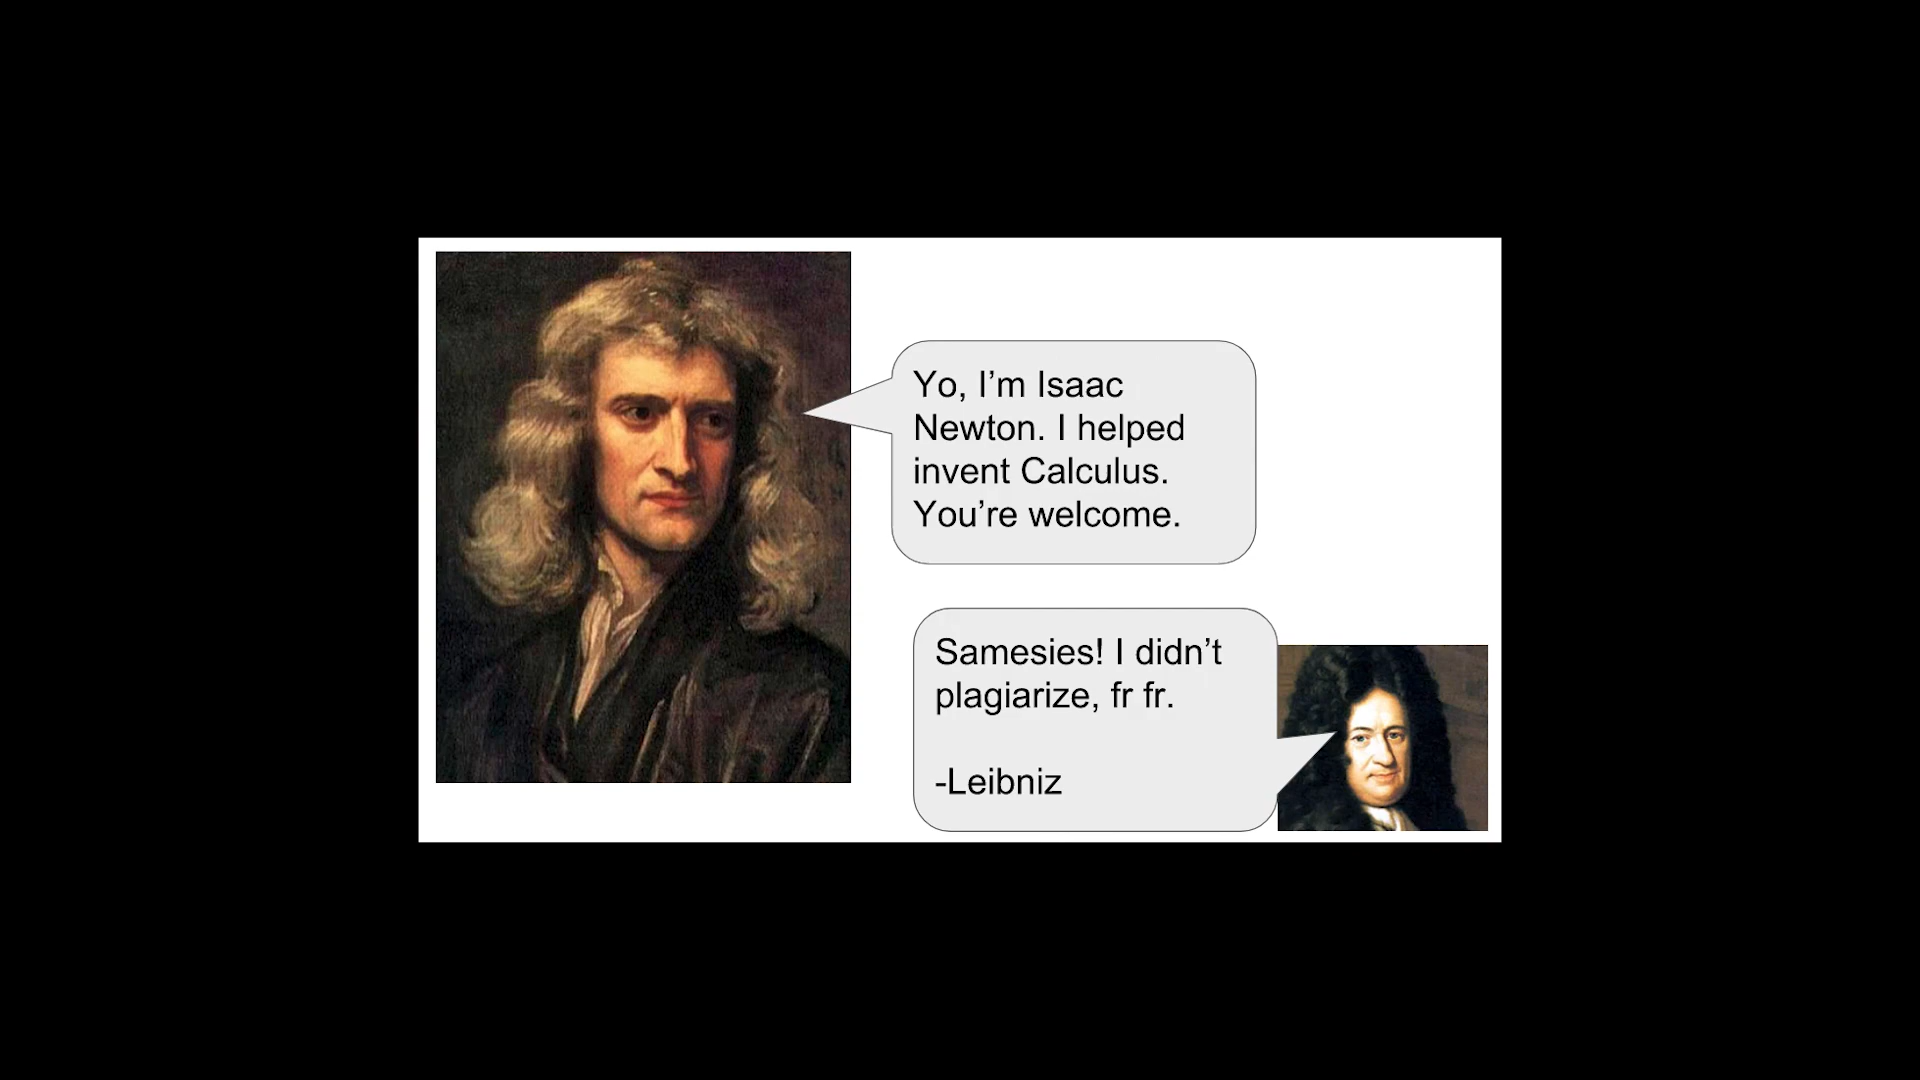 Yo, I’m Isaac
Newton. I helped
invent Calculus.
You’re welcome.
Samesies! I didn’t
plagiarize, fr fr.
-Leibniz